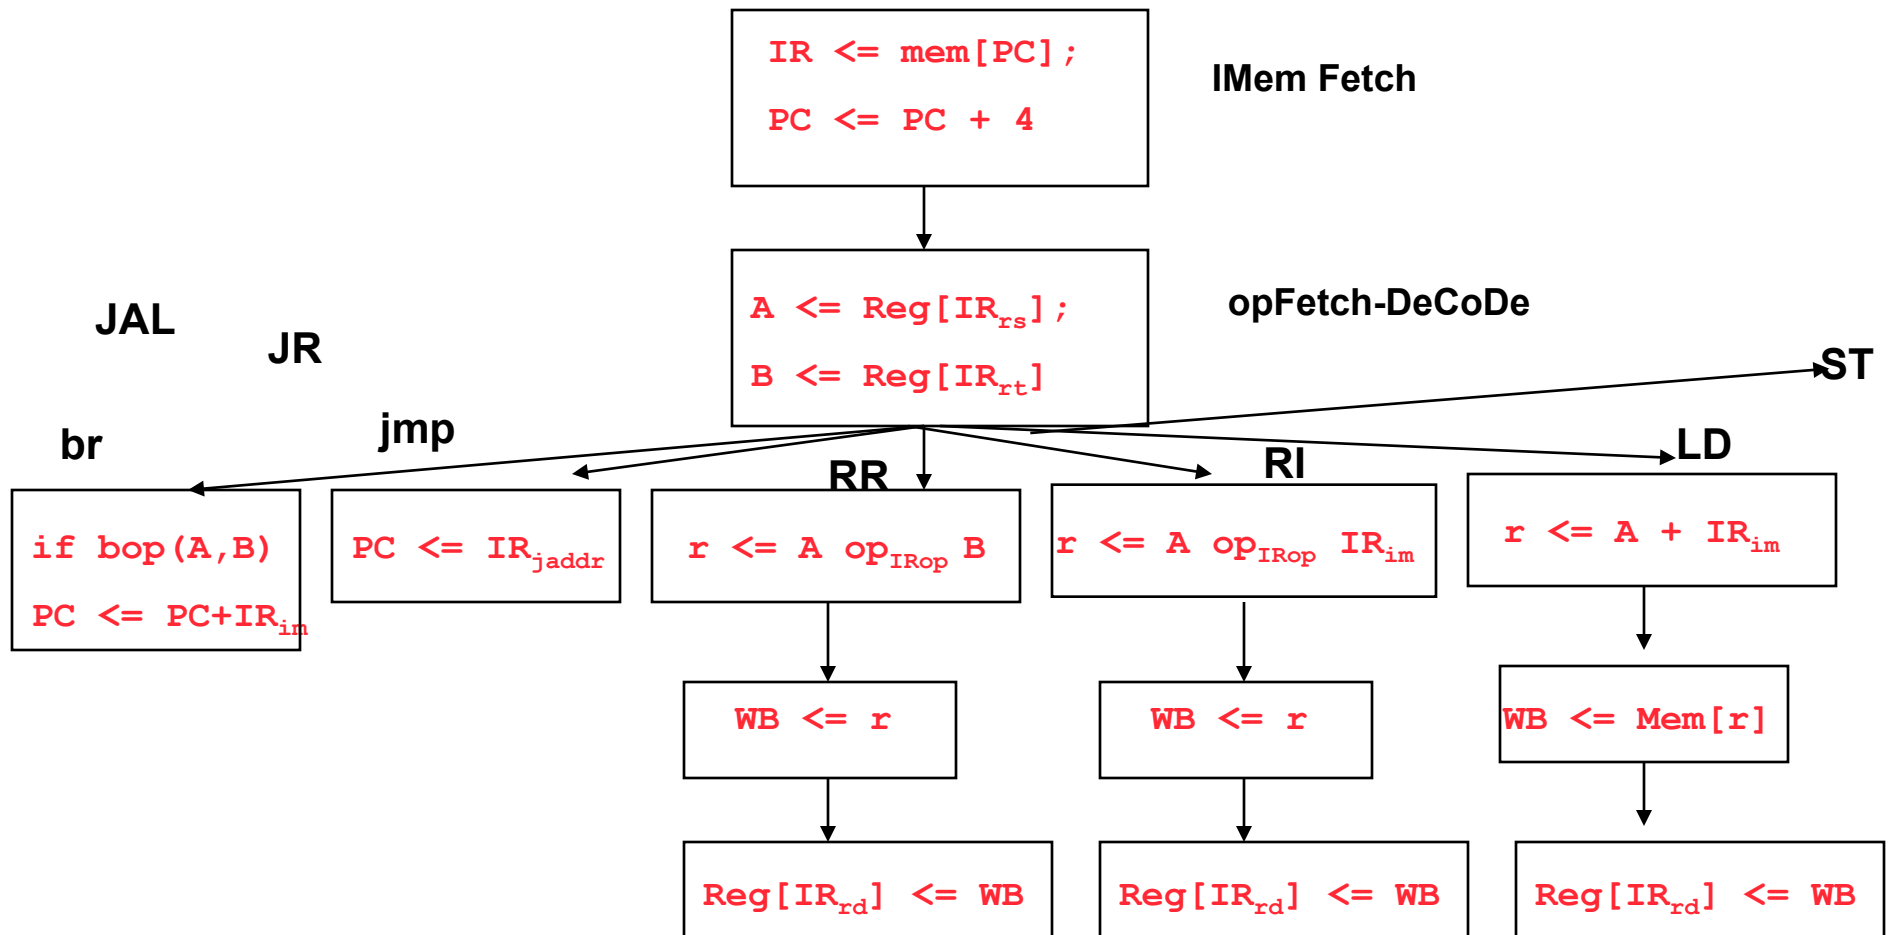 IR <= mem[PC];
PC <= PC + 4
IMem Fetch
A <= Reg[IRrs];
B <= Reg[IRrt]
opFetch-DeCoDe
JAL
JR
ST
br
jmp
RR
RI
LD
if bop(A,B)
PC <= PC+IRim
PC <= IRjaddr
r <= A opIRop B
r <= A opIRop IRim
r <= A + IRim
WB <= r
WB <= r
WB <= Mem[r]
Reg[IRrd] <= WB
Reg[IRrd] <= WB
Reg[IRrd] <= WB